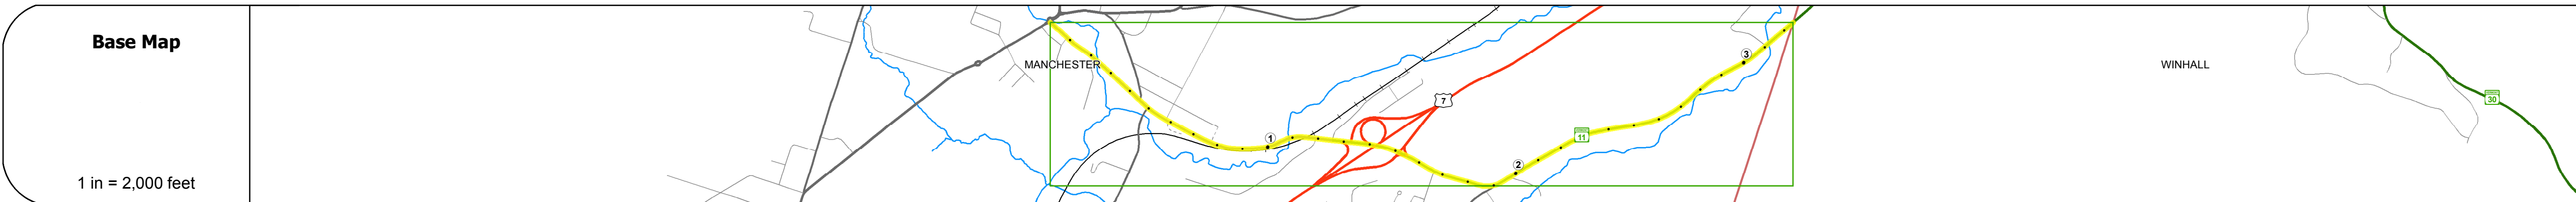 Base Map
1 in = 2,000 feet
MANCHESTER
1
7
2
11
3
WINHALL
30